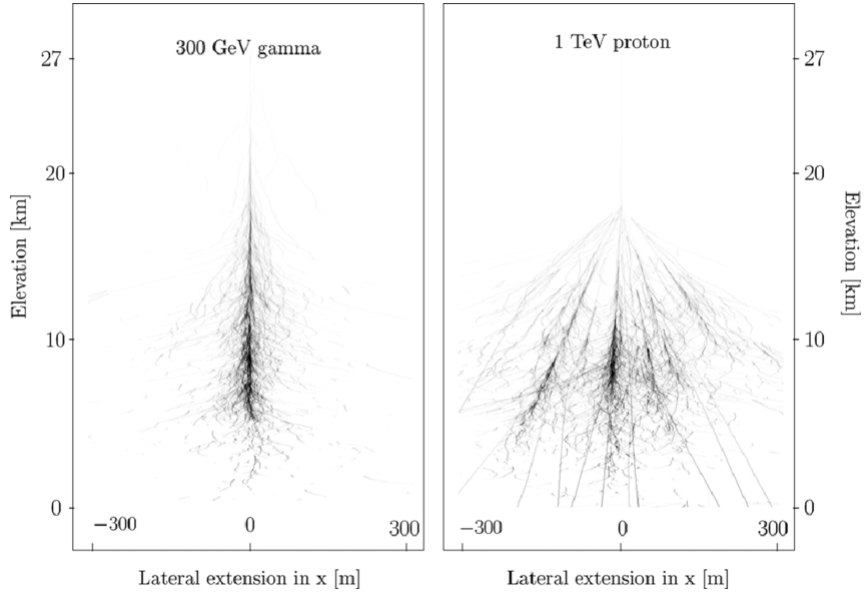 300 GeV gamma
27
20
10
0
Elevation [km]
−300
0
300
Lateral extension in x [m]
1 TeV proton
27
20
10
0
Elevation [km]
−300
0
300
Lateral extension in x [m]